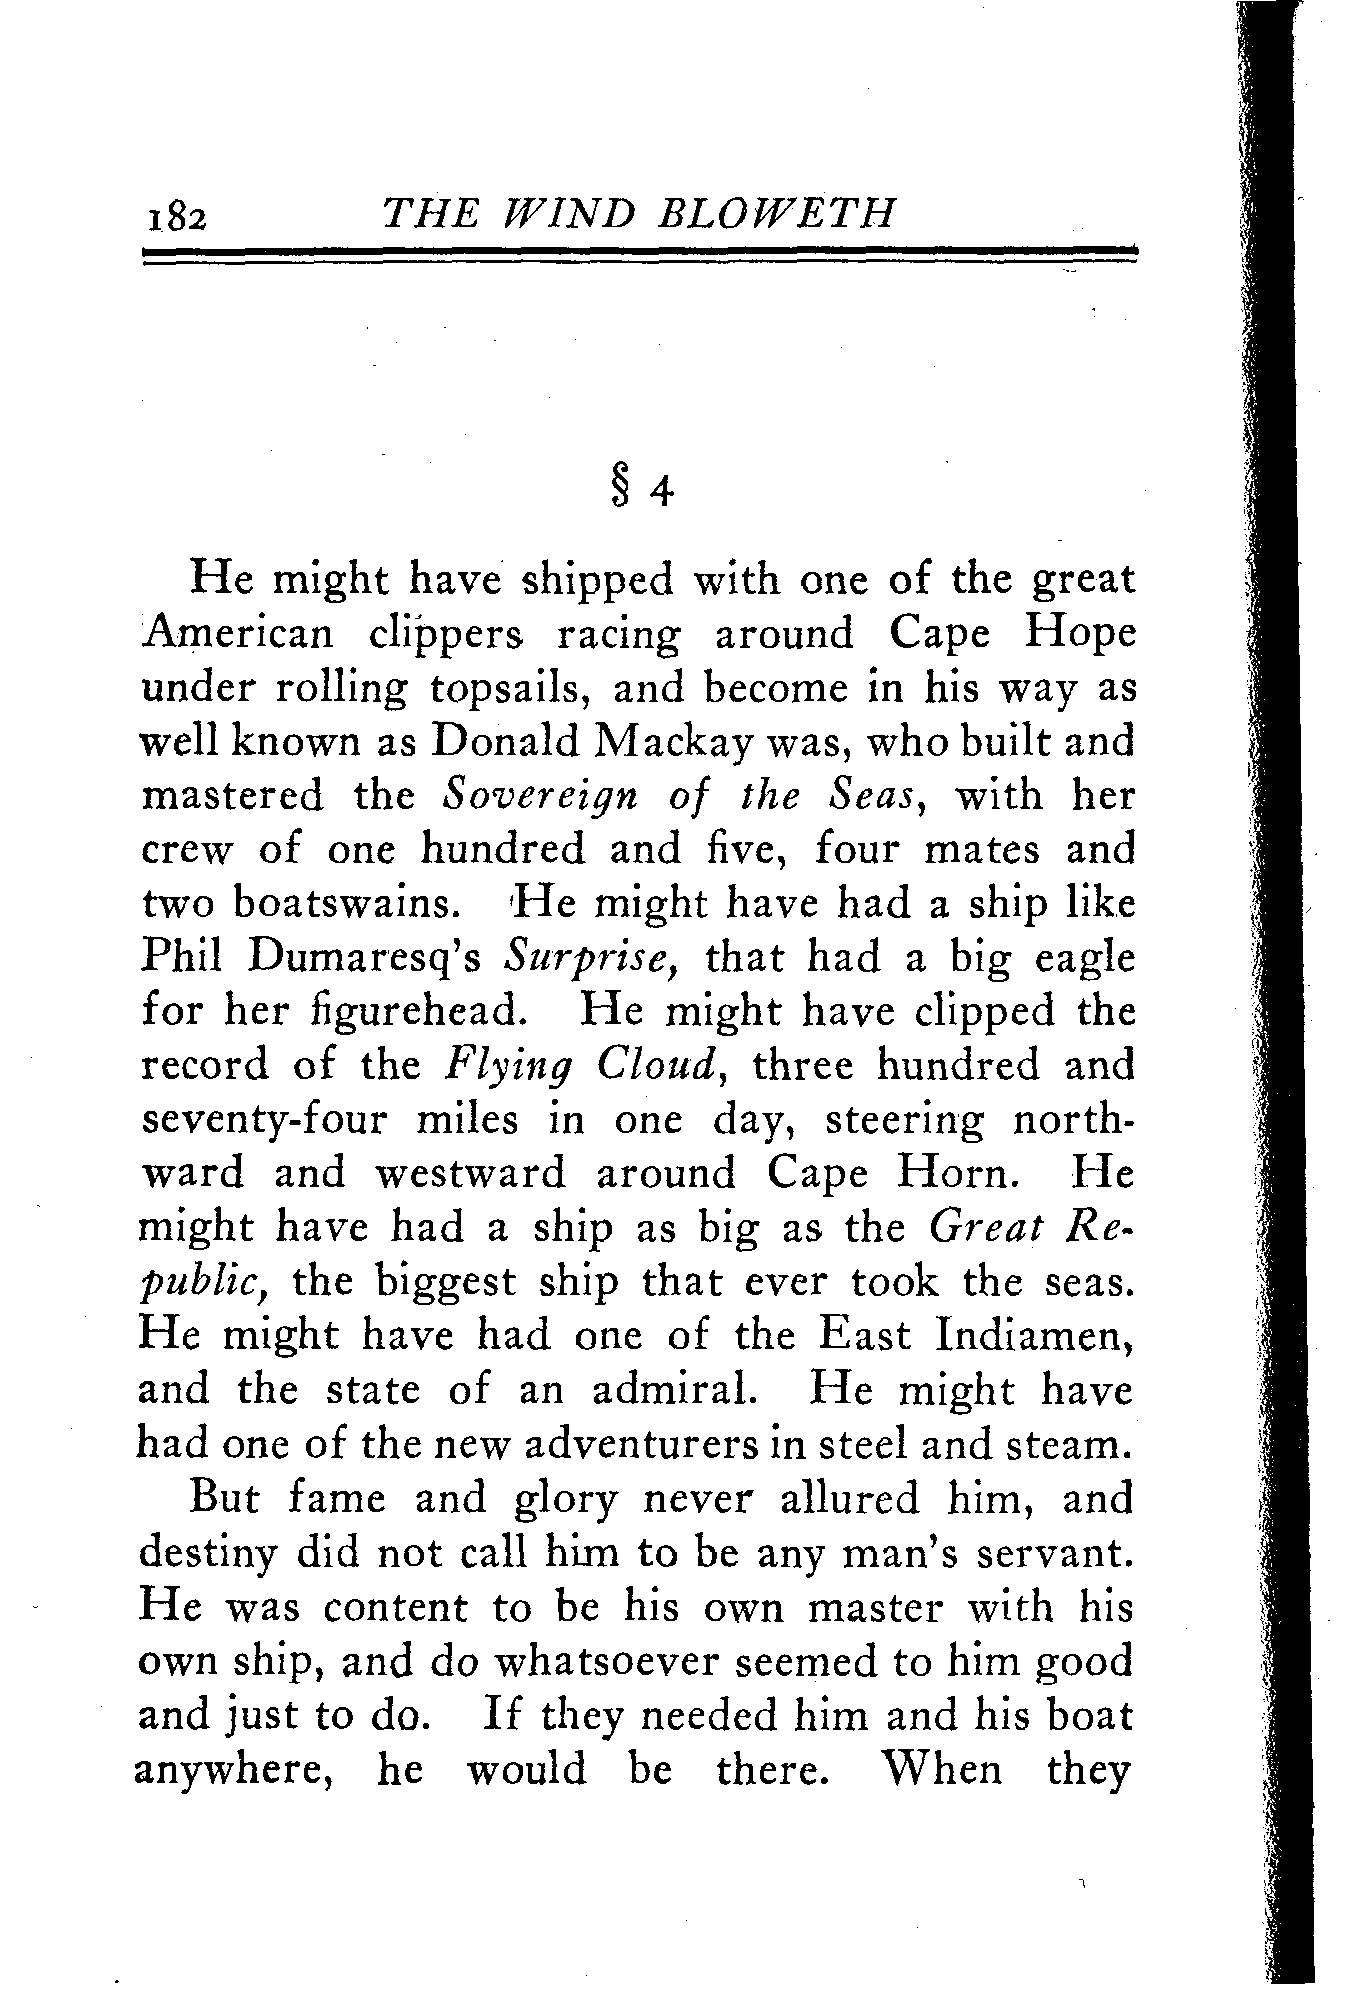 182 THE WIND BLOWETH
§ 4
He might have shipped with one of the great
American clippers racing around Cape Hope
under rolling topsails, and become in his way as
well known as Donald Mackay was, who built and
mastered the Sovereign of the Seas, with her
crew of one hundred and five, four mates and
two boatswains. He might have had a ship like
Phil Dumaresq's Surprise, that had a big eagle
for her figurehead. He might have clipped the
record of the Flying Cloud, three hundred and
seventy-four miles in one day, steering north-
ward and westward around Cape Horn. He
might have had a ship as big as the Great Re-
public, the biggest ship that ever took the seas.
He might have had one of the East Indiamen,
and the state of an admiral. He might have
had one of the new adventurers in steel and steam.
But fame and glory never allured him, and
destiny did not call him to be any man's servant.
He was content to be his own master with his
own ship, and do whatsoever seemed to him good
and just to do. If they needed him and his boat
anywhere, he would be there. When they